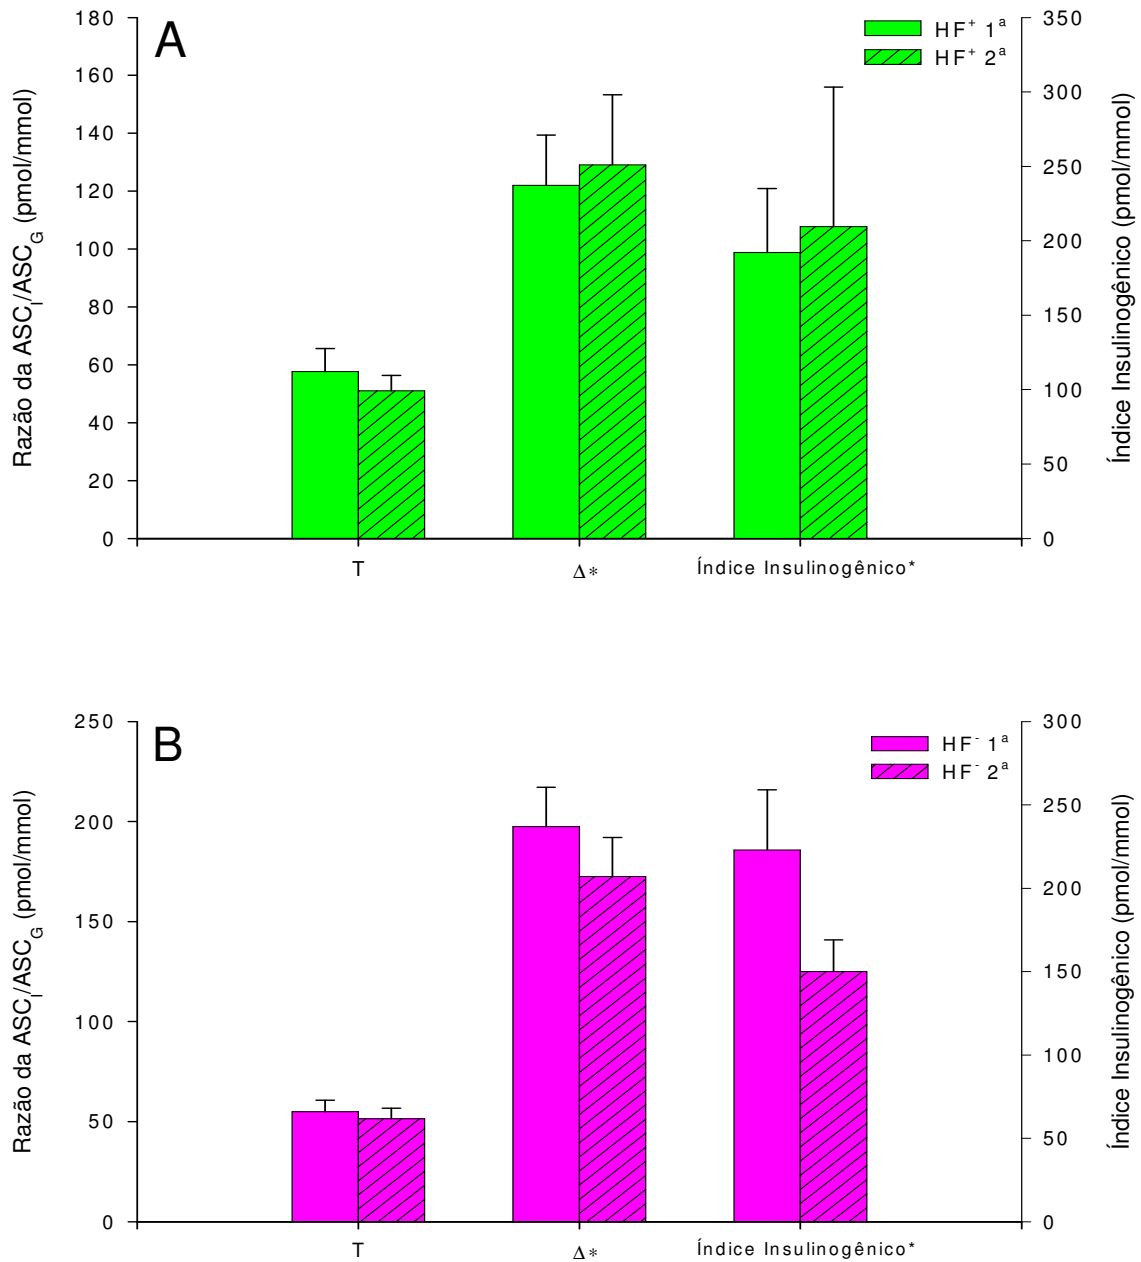 A
HF⁺ 1ª
HF⁺ 2ª
Razão da ASC_I/ASC_G (pmol/mmol)
180
160
140
120
100
80
60
40
20
0
350
300
250
200
150
100
50
0
Índice Insulinogênico (pmol/mmol)
T
Δ*
Índice Insulinogênico*
B
HF⁻ 1ª
HF⁻ 2ª
Razão da ASC_I/ASC_G (pmol/mmol)
250
200
150
100
50
0
300
250
200
150
100
50
0
Índice Insulinogênico (pmol/mmol)
T
Δ*
Índice Insulinogênico*